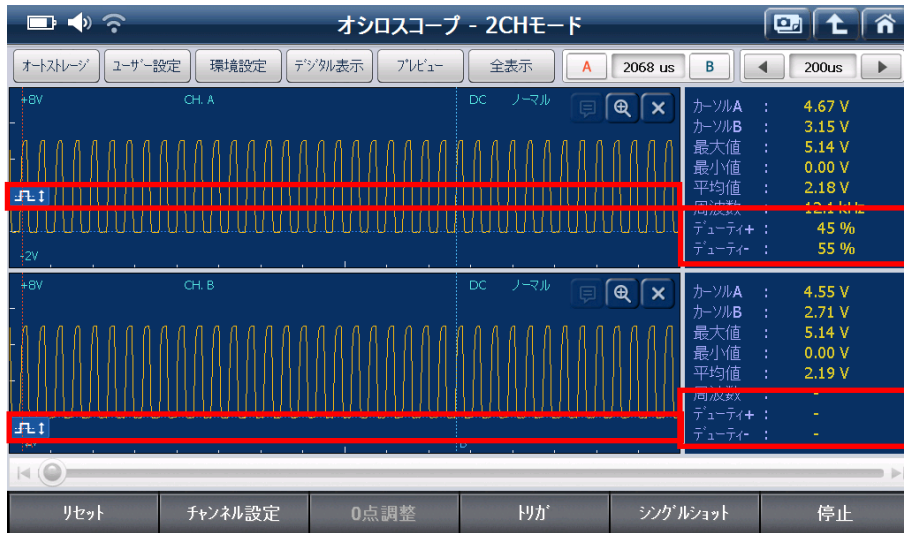 オシロスコープ - 2CHモード
オートストレージ ユーザー設定 環境設定 デジタル表示 プレビュー 全表示 A 2068 us B 200us
+8V CH. A DC ノーマル
-2V
カーソルA : 4.67 V
カーソルB : 3.15 V
最大値 : 5.14 V
最小値 : 0.00 V
平均値 : 2.18 V
周波数 : 12.1 kHz
デューティ+ : 45 %
デューティ- : 55 %
+8V CH. B DC ノーマル
カーソルA : 4.55 V
カーソルB : 2.71 V
最大値 : 5.14 V
最小値 : 0.00 V
平均値 : 2.19 V
周波数 : -
デューティ+ : -
デューティ- : -
リセット チャンネル設定 0点調整 トリガ シングルショット 停止